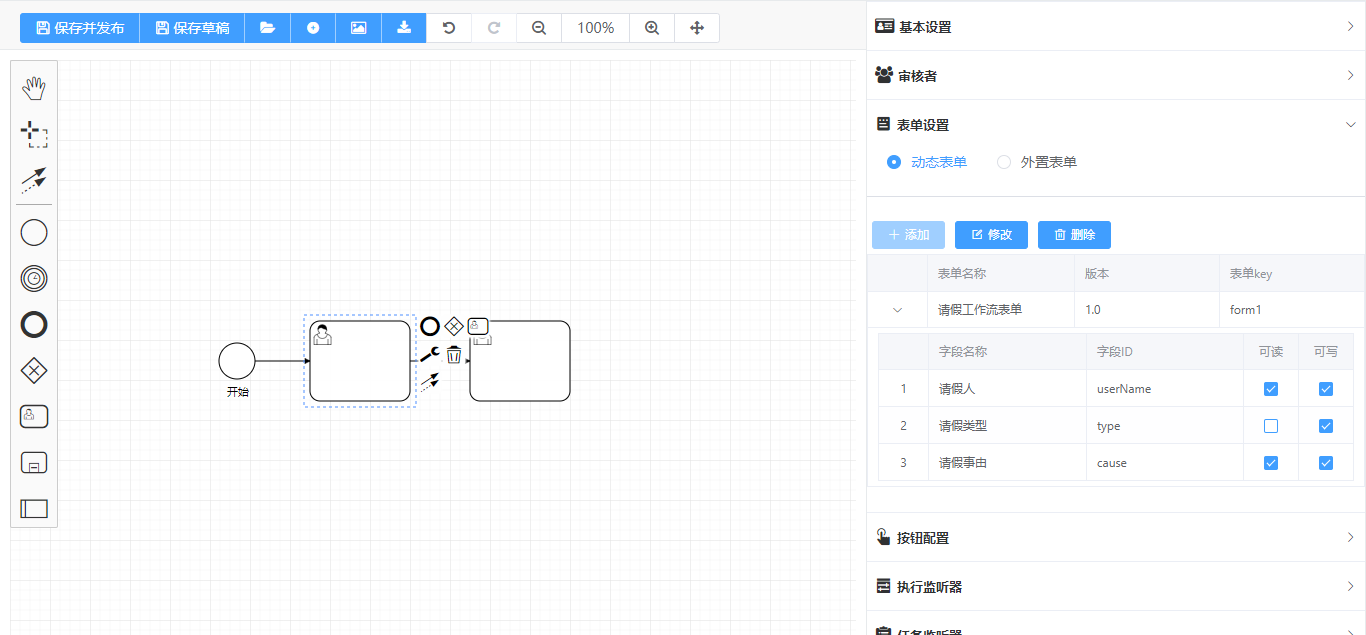 保存并发布 保存草稿 100%
基本设置
审核者
表单设置
动态表单 外置表单
添加 修改 删除
表单名称 版本 表单key
请假工作流表单 1.0 form1
字段名称 字段ID 可读 可写
1 请假人 userName
2 请假类型 type
3 请假事由 cause
开始
按钮配置
执行监听器
任务监听器